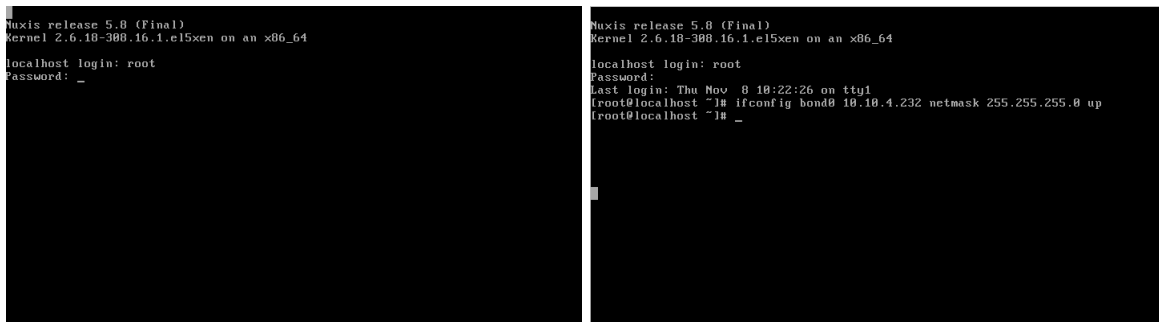 Nuxis release 5.8 (Final)
Kernel 2.6.18-308.16.1.el5xen on an x86_64
localhost login: root
Password: _
Nuxis release 5.8 (Final)
Kernel 2.6.18-308.16.1.el5xen on an x86_64
localhost login: root
Password:
Last login: Thu Nov  8 10:22:26 on tty1
[root@localhost ~]# ifconfig bond0 10.10.4.232 netmask 255.255.255.0 up
[root@localhost ~]# _